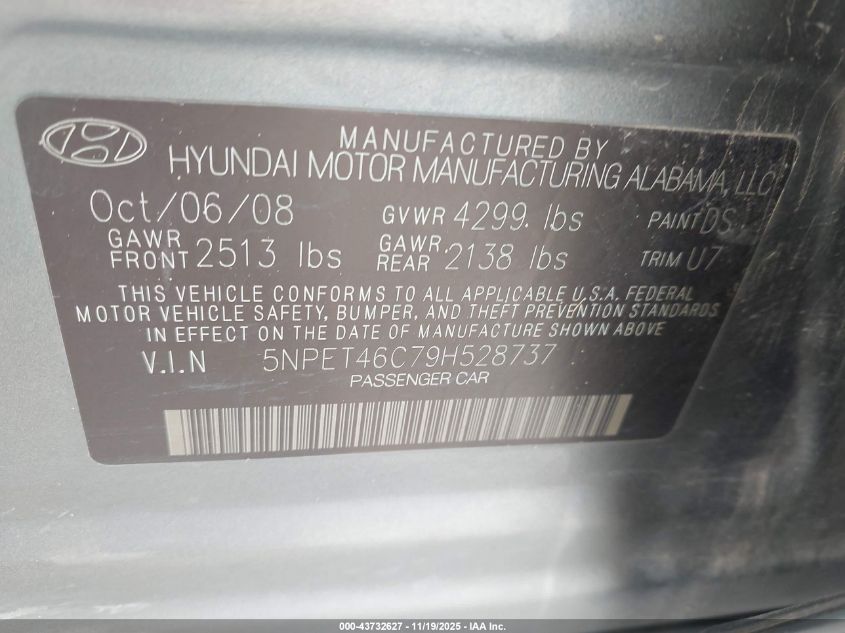 MANUFACTURED BY
HYUNDAI MOTOR MANUFACTURING ALABAMA, LLC
Oct/06/08 GVWR 4299 lbs PAINT DS
GAWR FRONT 2513 lbs GAWR REAR 2138 lbs TRIM U7
THIS VEHICLE CONFORMS TO ALL APPLICABLE U.S.A. FEDERAL
MOTOR VEHICLE SAFETY, BUMPER, AND THEFT PREVENTION STANDARDS
IN EFFECT ON THE DATE OF MANUFACTURE SHOWN ABOVE
V.I.N 5NPET46C79H528737
PASSENGER CAR
000-43732627 - 11/19/2025 - IAA Inc.